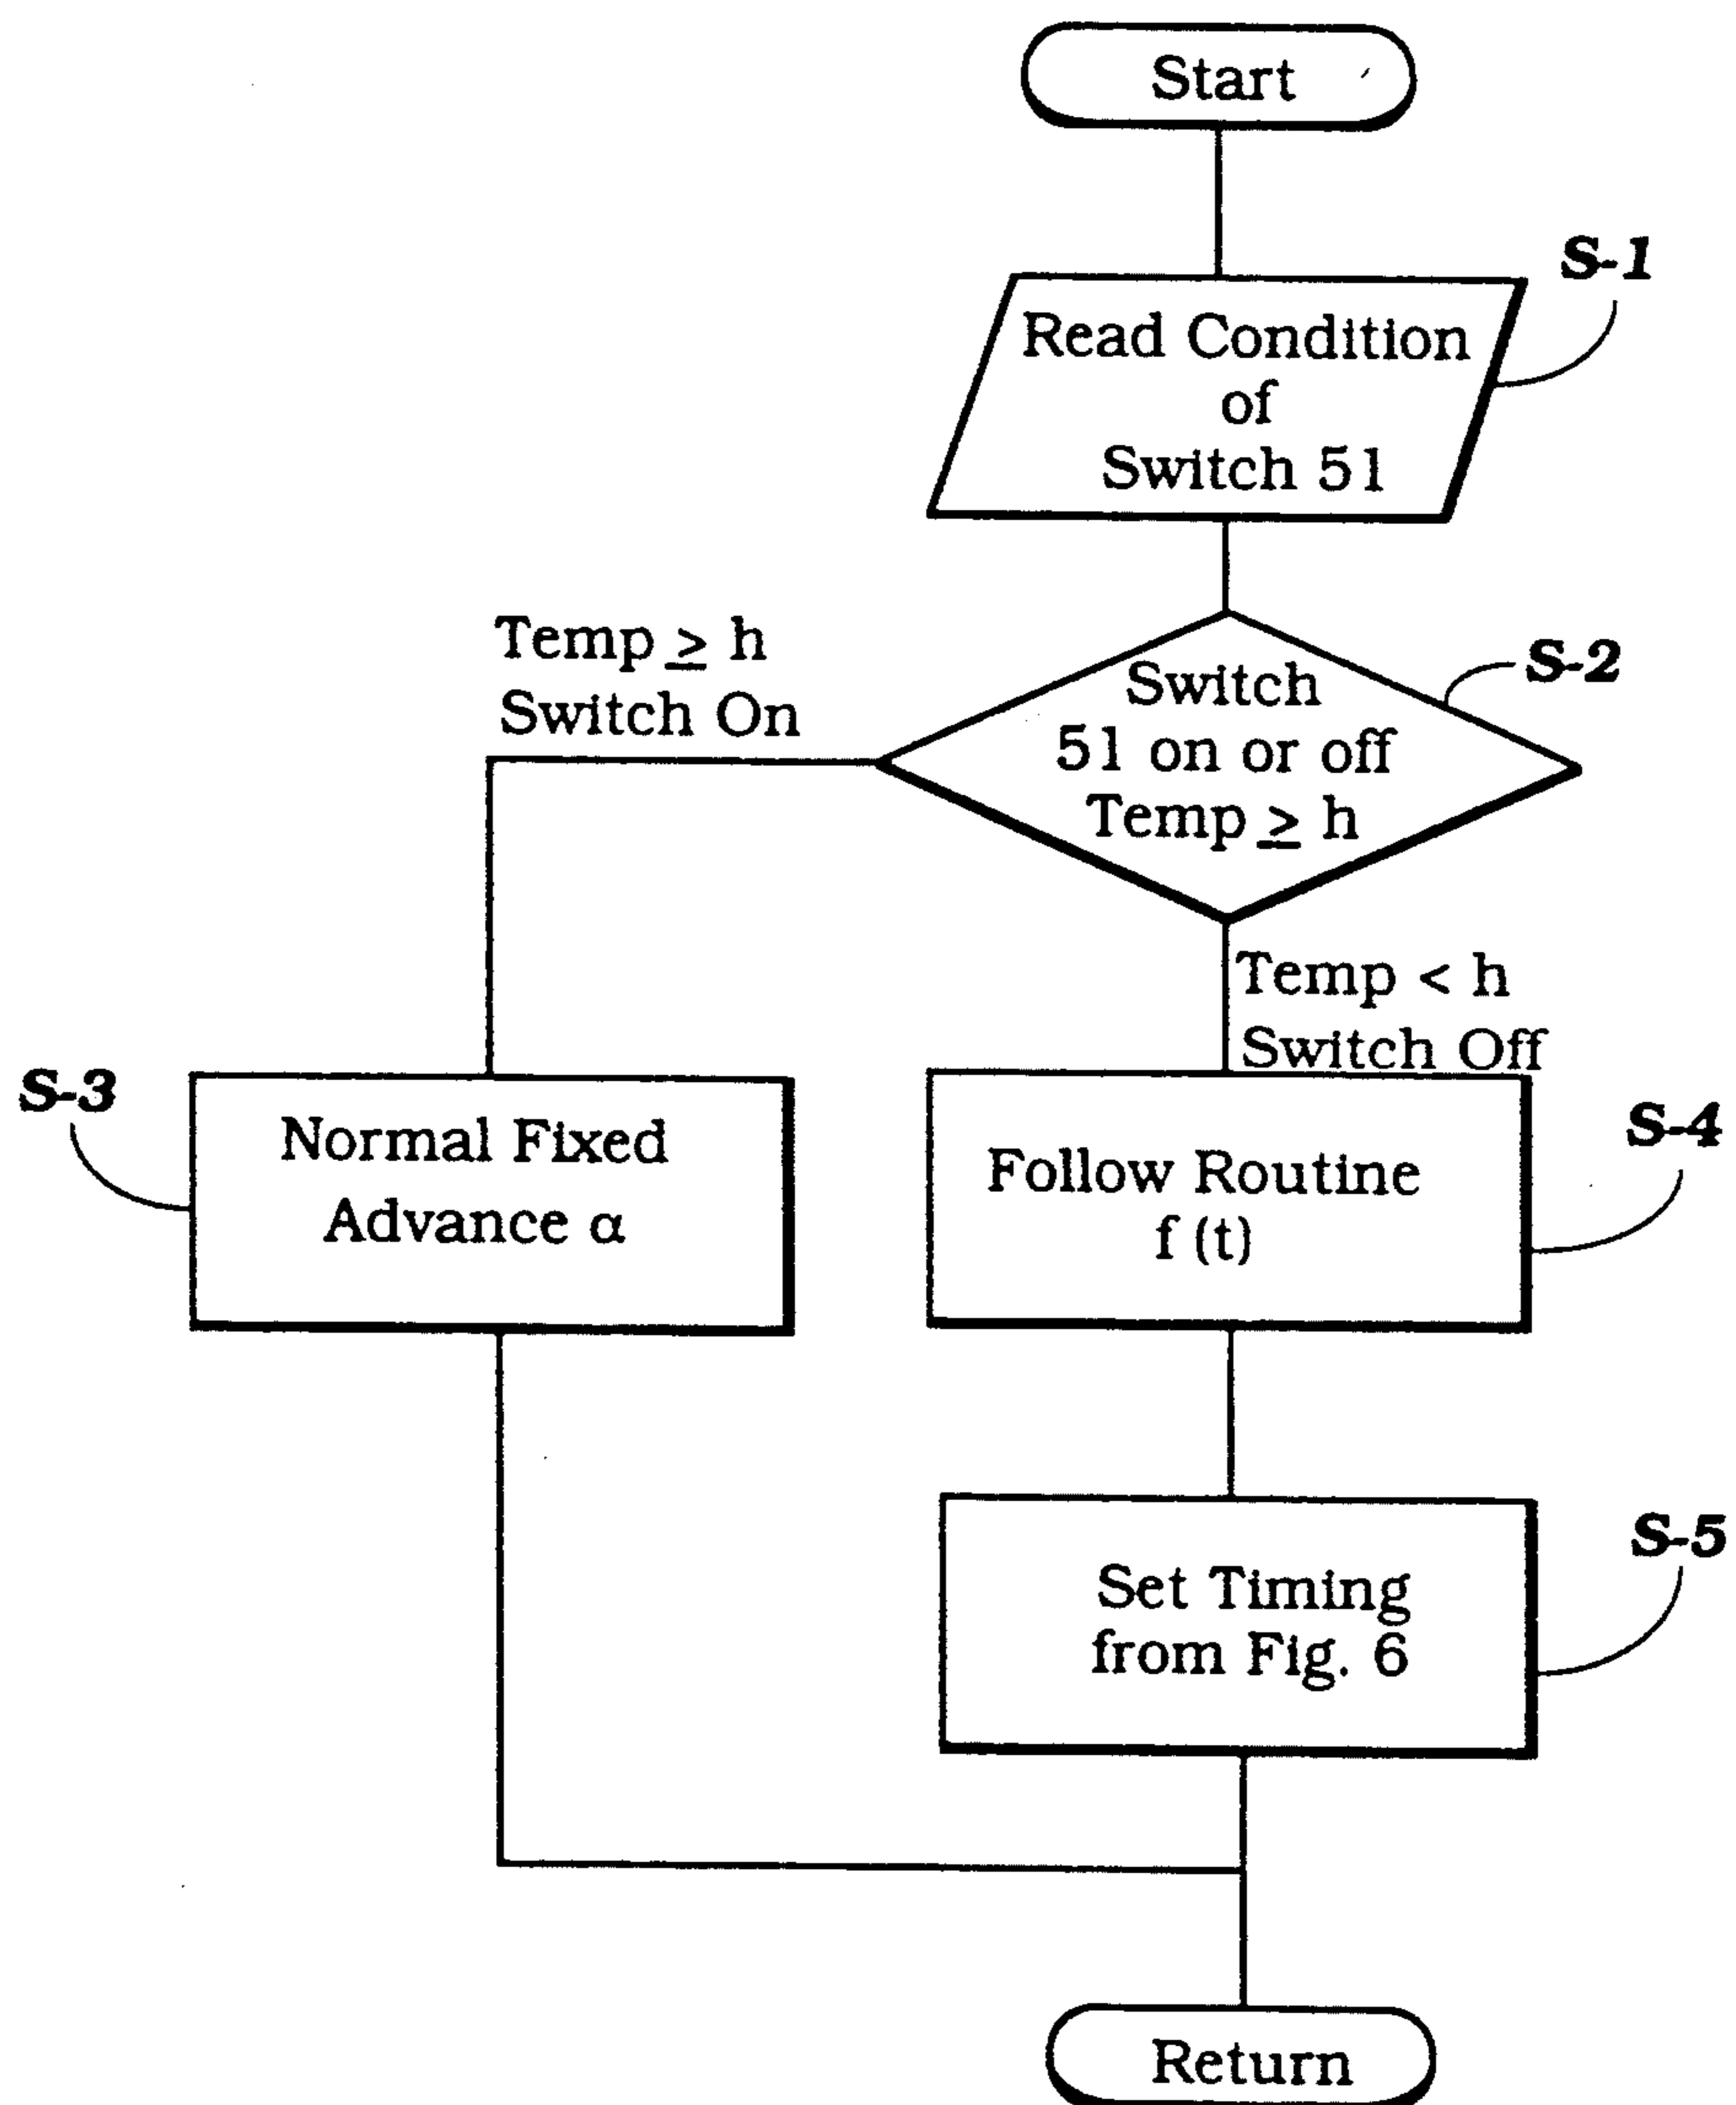 Start
S-1
Read Condition
of
Switch 51
Temp ≥ h
Switch On
S-2
Switch
51 on or off
Temp ≥ h
Temp < h
Switch Off
S-3
Normal Fixed
Advance α
S-4
Follow Routine
f (t)
S-5
Set Timing
from Fig. 6
Return